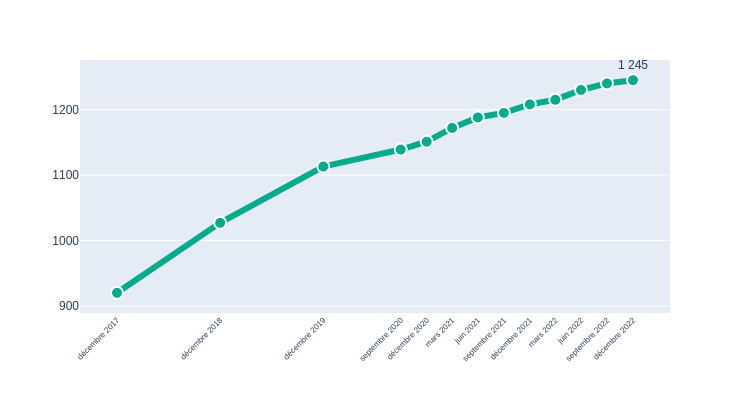 1 245
1200
1100
1000
900
décembre 2017
décembre 2018
décembre 2019
septembre 2020
décembre 2020
mars 2021
juin 2021
septembre 2021
décembre 2021
mars 2022
juin 2022
septembre 2022
décembre 2022